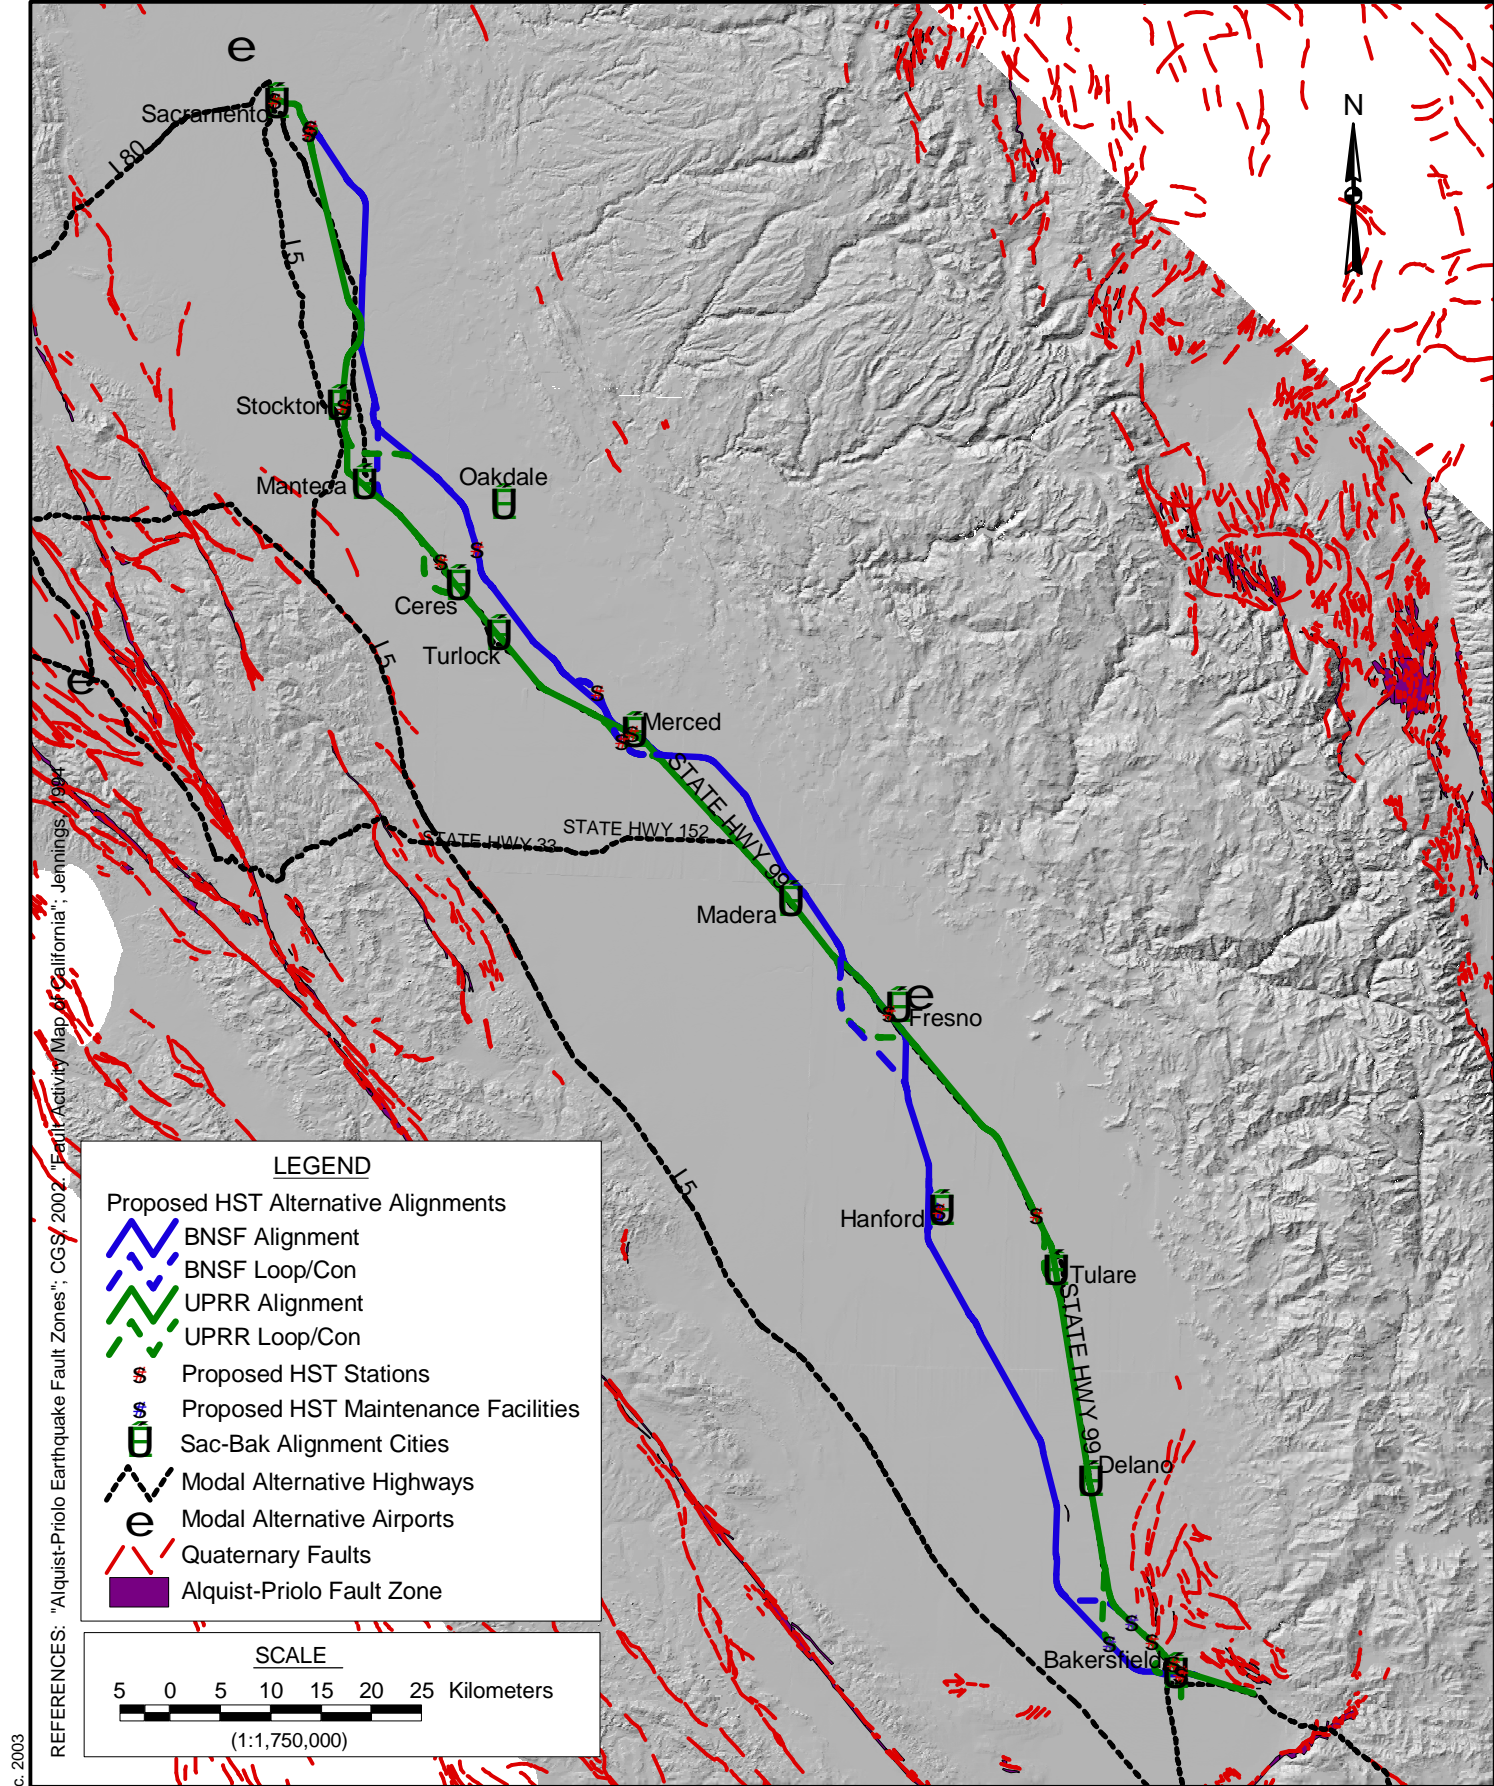 e
N
Sacramento
I 80
I 5
Stockton
Oakdale
Manteca
Ceres
I 5
Turlock
e
Merced
STATE HWY 99
STATE HWY 33
STATE HWY 152
Madera
e
Fresno
I 5
Hanford
Tulare
STATE HWY 99
Delano
Bakersfield
LEGEND
Proposed HST Alternative Alignments
BNSF Alignment
BNSF Loop/Con
UPRR Alignment
UPRR Loop/Con
s Proposed HST Stations
s Proposed HST Maintenance Facilities
Ü Sac-Bak Alignment Cities
Modal Alternative Highways
e Modal Alternative Airports
Quaternary Faults
Alquist-Priolo Fault Zone
SCALE
5 0 5 10 15 20 25 Kilometers
(1:1,750,000)
REFERENCES: "Alquist-Priolo Earthquake Fault Zones"; CGS, 2002. "Fault Activity Map of California"; Jennings, 1994
c. 2003